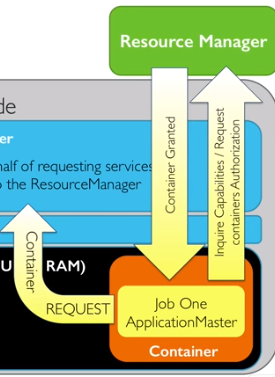 Resource Manager
de
er
half of requesting services
o the ResourceManager
Container Granted
Inquire Capabilities / Request
containers Authorization
U
RAM)
Container
REQUEST
Job One
ApplicationMaster
Container